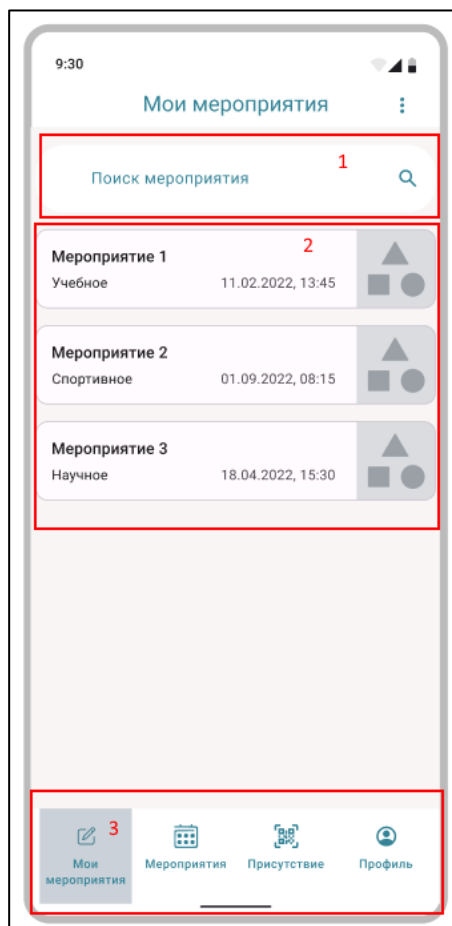 9:30
Мои мероприятия
Поиск мероприятия
1
2
Мероприятие 1
Учебное 11.02.2022, 13:45
Мероприятие 2
Спортивное 01.09.2022, 08:15
Мероприятие 3
Научное 18.04.2022, 15:30
3
Мои мероприятия
Мероприятия
Присутствие
Профиль